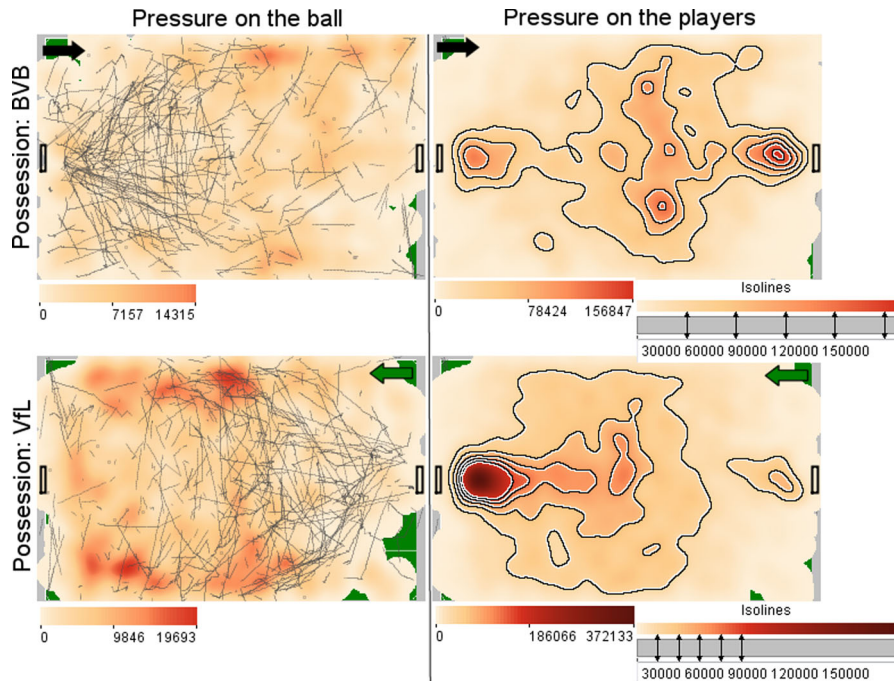 Pressure on the ball
Pressure on the players
Possession: BVB
0 7157 14315
0 78424 156847
Isolines
30000 60000 90000 120000 150000
Possession: VfL
0 9846 19693
0 186066 372133
Isolines
30000 60000 90000 120000 150000